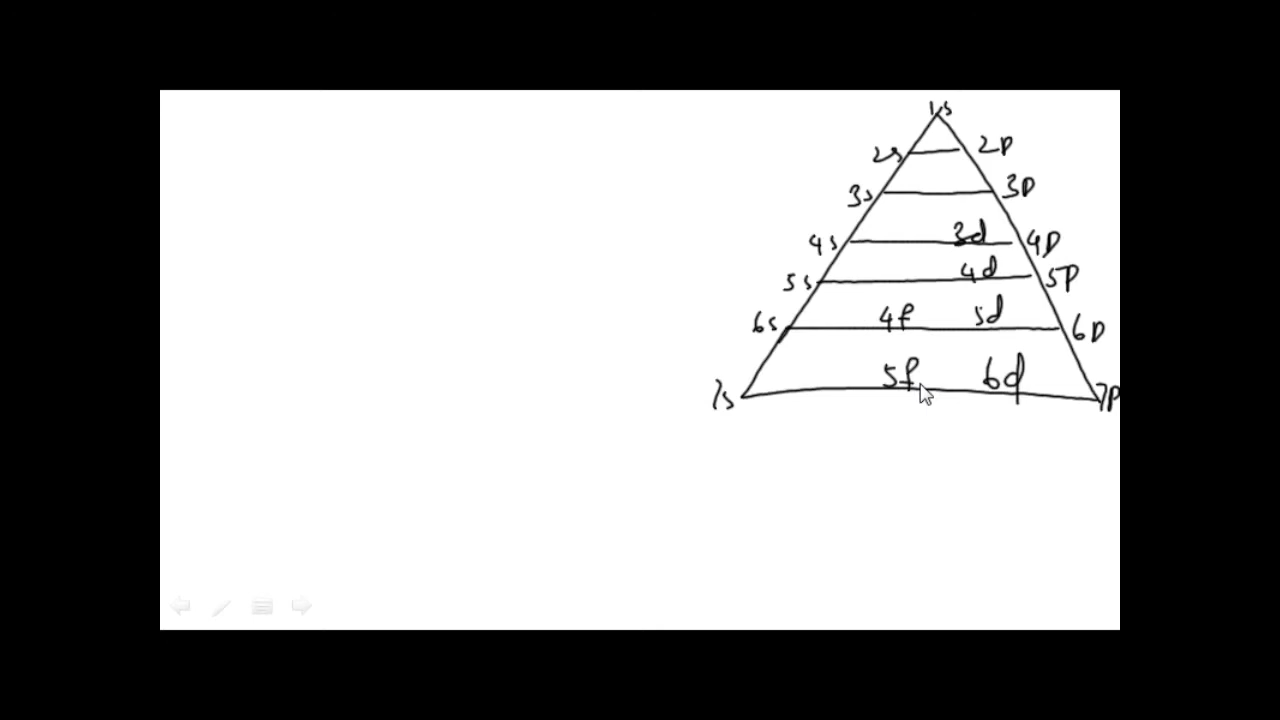 1s
2s 2p
3s 3p
4s 3d 4p
5s 4d 5p
6s 4f 5d 6p
7s 5f 6d 7p